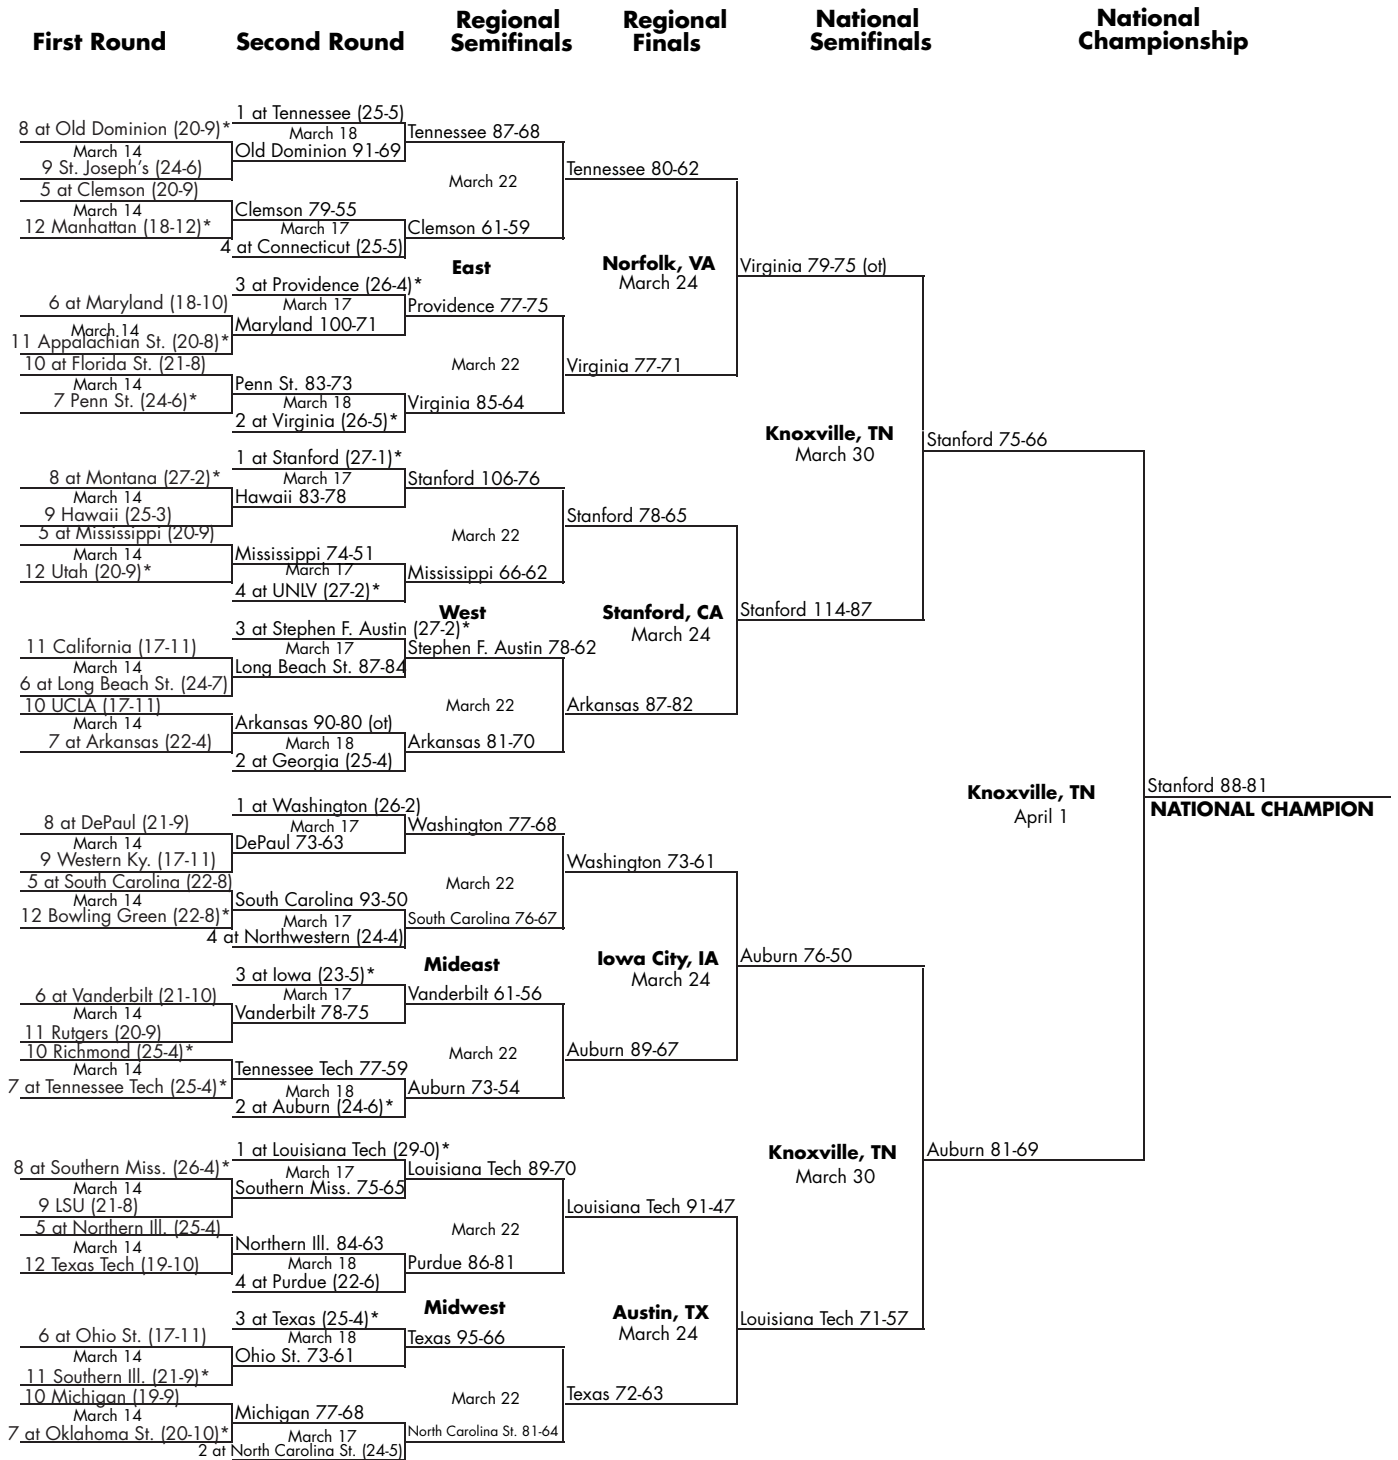 First Round
Second Round
Regional
Semifinals
Regional
Finals
National
Semifinals
National
Championship
8 at Old Dominion (20-9)*
March 14
9 St. Joseph's (24-6)
5 at Clemson (20-9)
March 14
12 Manhattan (18-12)*
6 at Maryland (18-10)
March 14
11 Appalachian St. (20-8)*
10 at Florida St. (21-8)
March 14
7 Penn St. (24-6)*
8 at Montana (27-2)*
March 14
9 Hawaii (25-3)
5 at Mississippi (20-9)
March 14
12 Utah (20-9)*
11 California (17-11)
March 14
6 at Long Beach St. (24-7)
10 UCLA (17-11)
March 14
7 at Arkansas (22-4)
8 at DePaul (21-9)
March 14
9 Western Ky. (17-11)
5 at South Carolina (22-8)
March 14
12 Bowling Green (22-8)*
6 at Vanderbilt (21-10)
March 14
11 Rutgers (20-9)
10 Richmond (25-4)*
March 14
7 at Tennessee Tech (25-4)*
8 at Southern Miss. (26-4)*
March 14
9 LSU (21-8)
5 at Northern Ill. (25-4)
March 14
12 Texas Tech (19-10)
6 at Ohio St. (17-11)
March 14
11 Southern Ill. (21-9)*
10 Michigan (19-9)
March 14
7 at Oklahoma St. (20-10)*
1 at Tennessee (25-5)
March 18
Old Dominion 91-69
Clemson 79-55
March 17
4 at Connecticut (25-5)
3 at Providence (26-4)*
March 17
Maryland 100-71
Penn St. 83-73
March 18
2 at Virginia (26-5)*
1 at Stanford (27-1)*
March 17
Hawaii 83-78
Mississippi 74-51
March 17
4 at UNLV (27-2)*
3 at Stephen F. Austin (27-2)*
March 17
Long Beach St. 87-84
Arkansas 90-80 (ot)
March 18
2 at Georgia (25-4)
1 at Washington (26-2)
March 17
DePaul 73-63
South Carolina 93-50
March 17
4 at Northwestern (24-4)
3 at Iowa (23-5)*
March 17
Vanderbilt 78-75
Tennessee Tech 77-59
March 18
2 at Auburn (24-6)*
1 at Louisiana Tech (29-0)*
March 17
Southern Miss. 75-65
Northern Ill. 84-63
March 18
4 at Purdue (22-6)
3 at Texas (25-4)*
March 18
Ohio St. 73-61
Michigan 77-68
March 17
2 at North Carolina St. (24-5)
Tennessee 87-68
March 22
Clemson 61-59
East
Providence 77-75
March 22
Virginia 85-64
Stanford 106-76
March 22
Mississippi 66-62
West
Stephen F. Austin 78-62
March 22
Arkansas 81-70
Washington 77-68
March 22
South Carolina 76-67
Mideast
Vanderbilt 61-56
March 22
Auburn 73-54
Louisiana Tech 89-70
March 22
Purdue 86-81
Midwest
Texas 95-66
March 22
North Carolina St. 81-64
Tennessee 80-62
Norfolk, VA
March 24
Virginia 77-71
Stanford 78-65
Stanford, CA
March 24
Arkansas 87-82
Washington 73-61
Iowa City, IA
March 24
Auburn 89-67
Louisiana Tech 91-47
Austin, TX
March 24
Texas 72-63
Virginia 79-75 (ot)
Knoxville, TN
March 30
Stanford 114-87
Auburn 76-50
Knoxville, TN
March 30
Louisiana Tech 71-57
Stanford 75-66
Knoxville, TN
April 1
Auburn 81-69
Stanford 88-81
NATIONAL CHAMPION